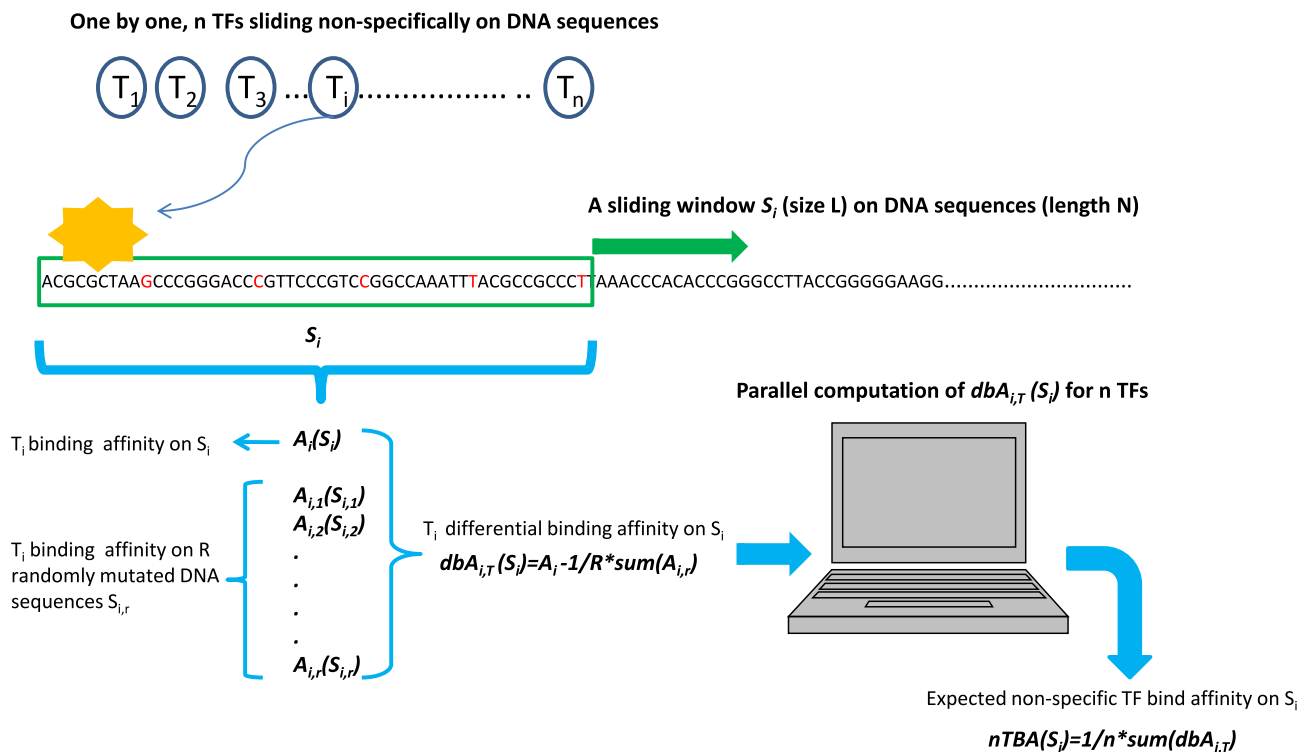 One by one, n TFs sliding non-specifically on DNA sequences
T1 T2 T3 ... Ti ................. .. Tn
A sliding window Si (size L) on DNA sequences (length N)
ACGCGCTAAGCCCGGGACCCGTTCCCGTCCGGCCAAATTTACGCCGCCCTTAAACCCACACCCGGGCCTTACCGGGGGAAGG................................
Si
Parallel computation of dbAi,T (Si) for n TFs
Ti binding affinity on Si
Ai(Si)
Ai,1(Si,1)
Ai,2(Si,2)
.
.
.
.
Ai,r(Si,r)
Ti binding affinity on R
randomly mutated DNA
sequences Si,r
Ti differential binding affinity on Si
dbAi,T (Si)=Ai -1/R*sum(Ai,r)
Expected non-specific TF bind affinity on Si
nTBA(Si)=1/n*sum(dbAi,T)